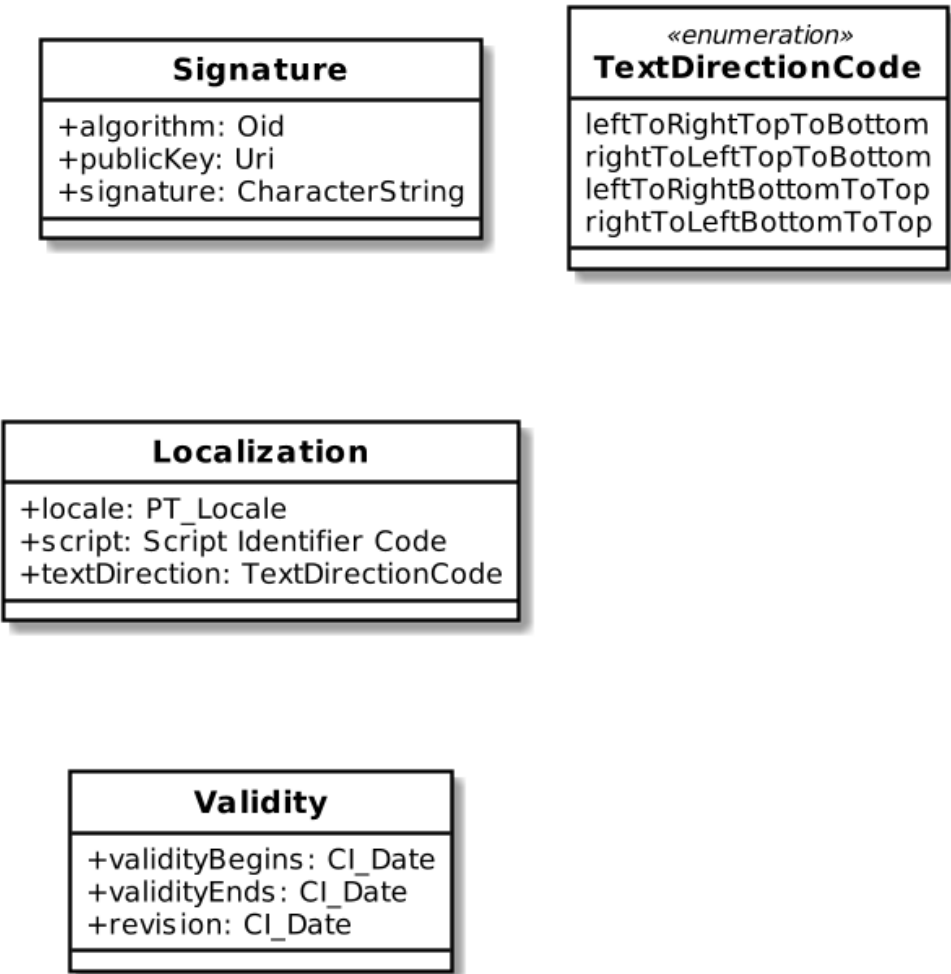 Signature
+algorithm: Oid
+publicKey: Uri
+signature: CharacterString
«enumeration»
TextDirectionCode
leftToRightTopToBottom
rightToLeftTopToBottom
leftToRightBottomToTop
rightToLeftBottomToTop
Localization
+locale: PT_Locale
+script: Script Identifier Code
+textDirection: TextDirectionCode
Validity
+validityBegins: CI_Date
+validityEnds: CI_Date
+revision: CI_Date